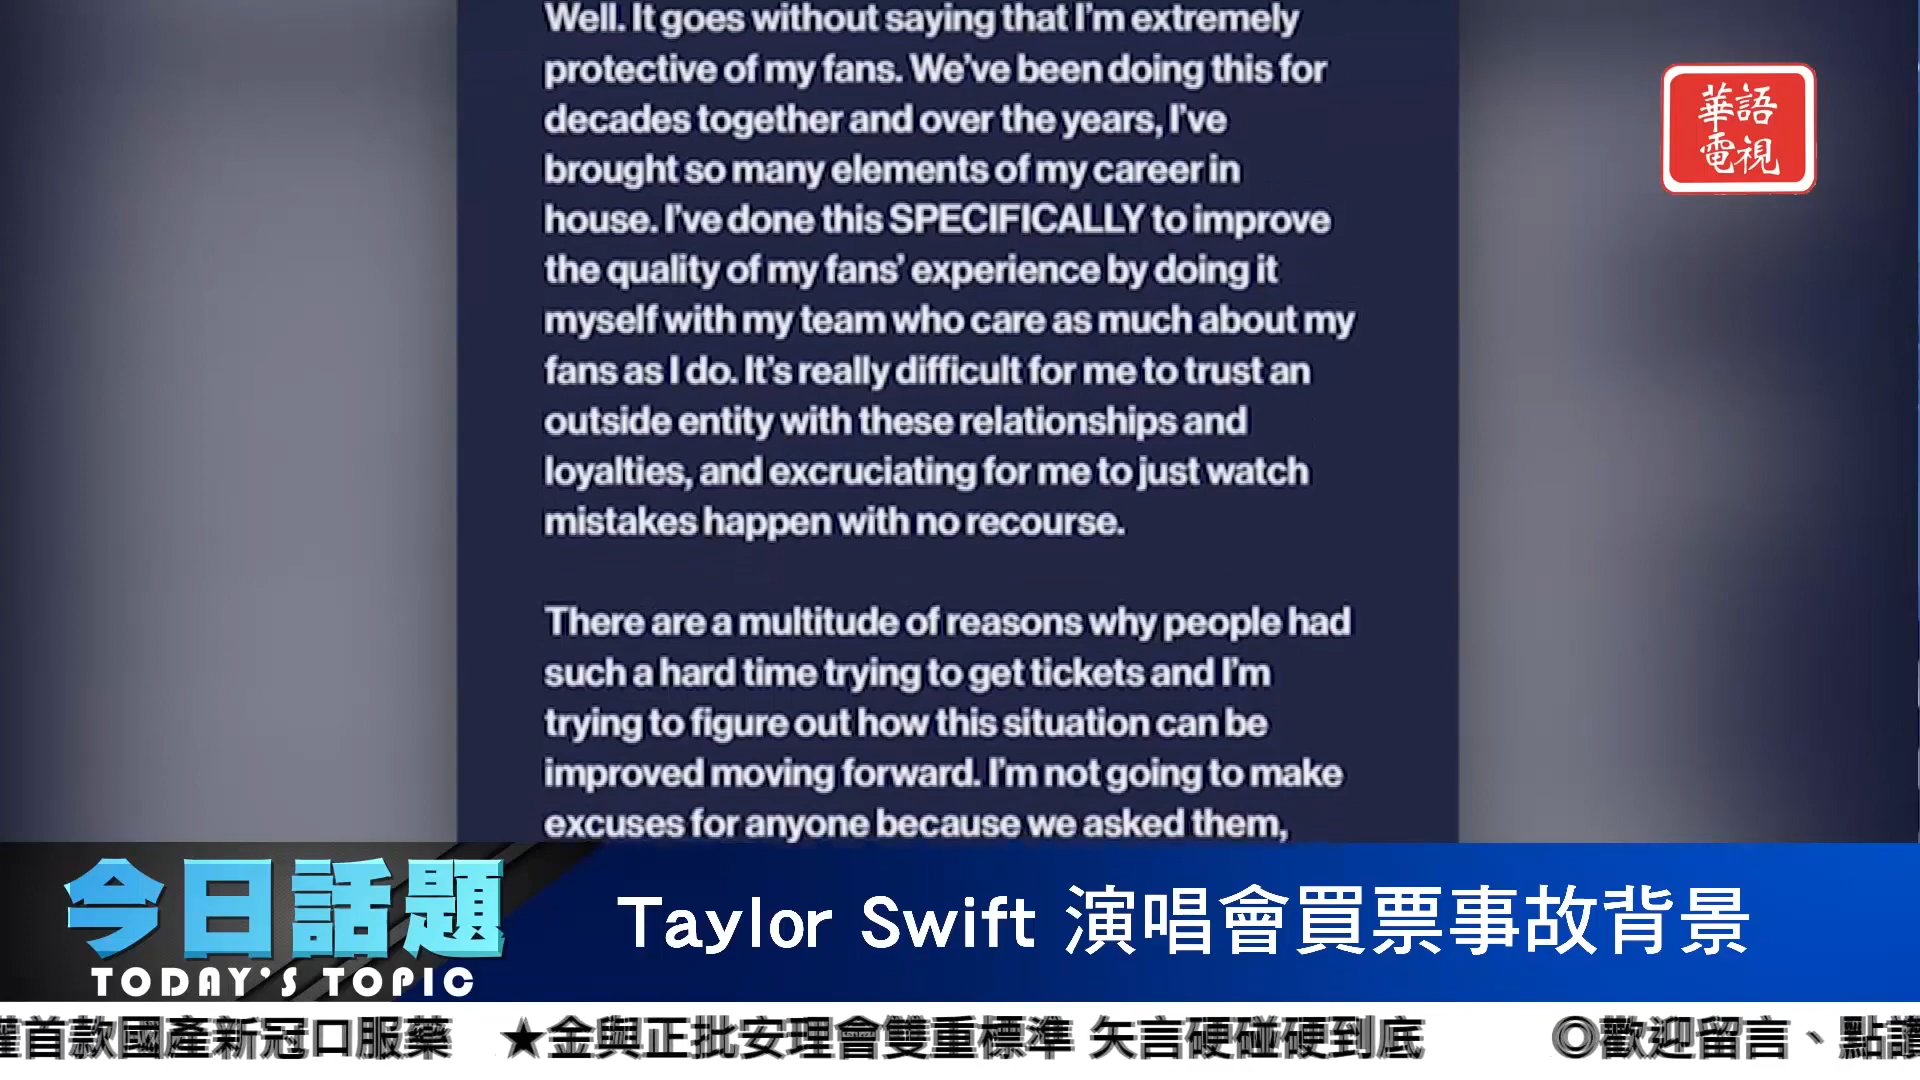 Well. It goes without saying that I'm extremely
protective of my fans. We've been doing this for
decades together and over the years, I've
brought so many elements of my career in
house. I've done this SPECIFICALLY to improve
the quality of my fans' experience by doing it
myself with my team who care as much about my
fans as I do. It's really difficult for me to trust an
outside entity with these relationships and
loyalties, and excruciating for me to just watch
mistakes happen with no recourse.
There are a multitude of reasons why people had
such a hard time trying to get tickets and I'm
trying to figure out how this situation can be
improved moving forward. I'm not going to make
excuses for anyone because we asked them,
華語
電視
今日話題
TODAY'S TOPIC
Taylor Swift 演唱會買票事故背景
首款國產新冠口服藥 ★金與正批安理會雙重標準 矢言硬碰硬到底 ◎歡迎留言、點讚